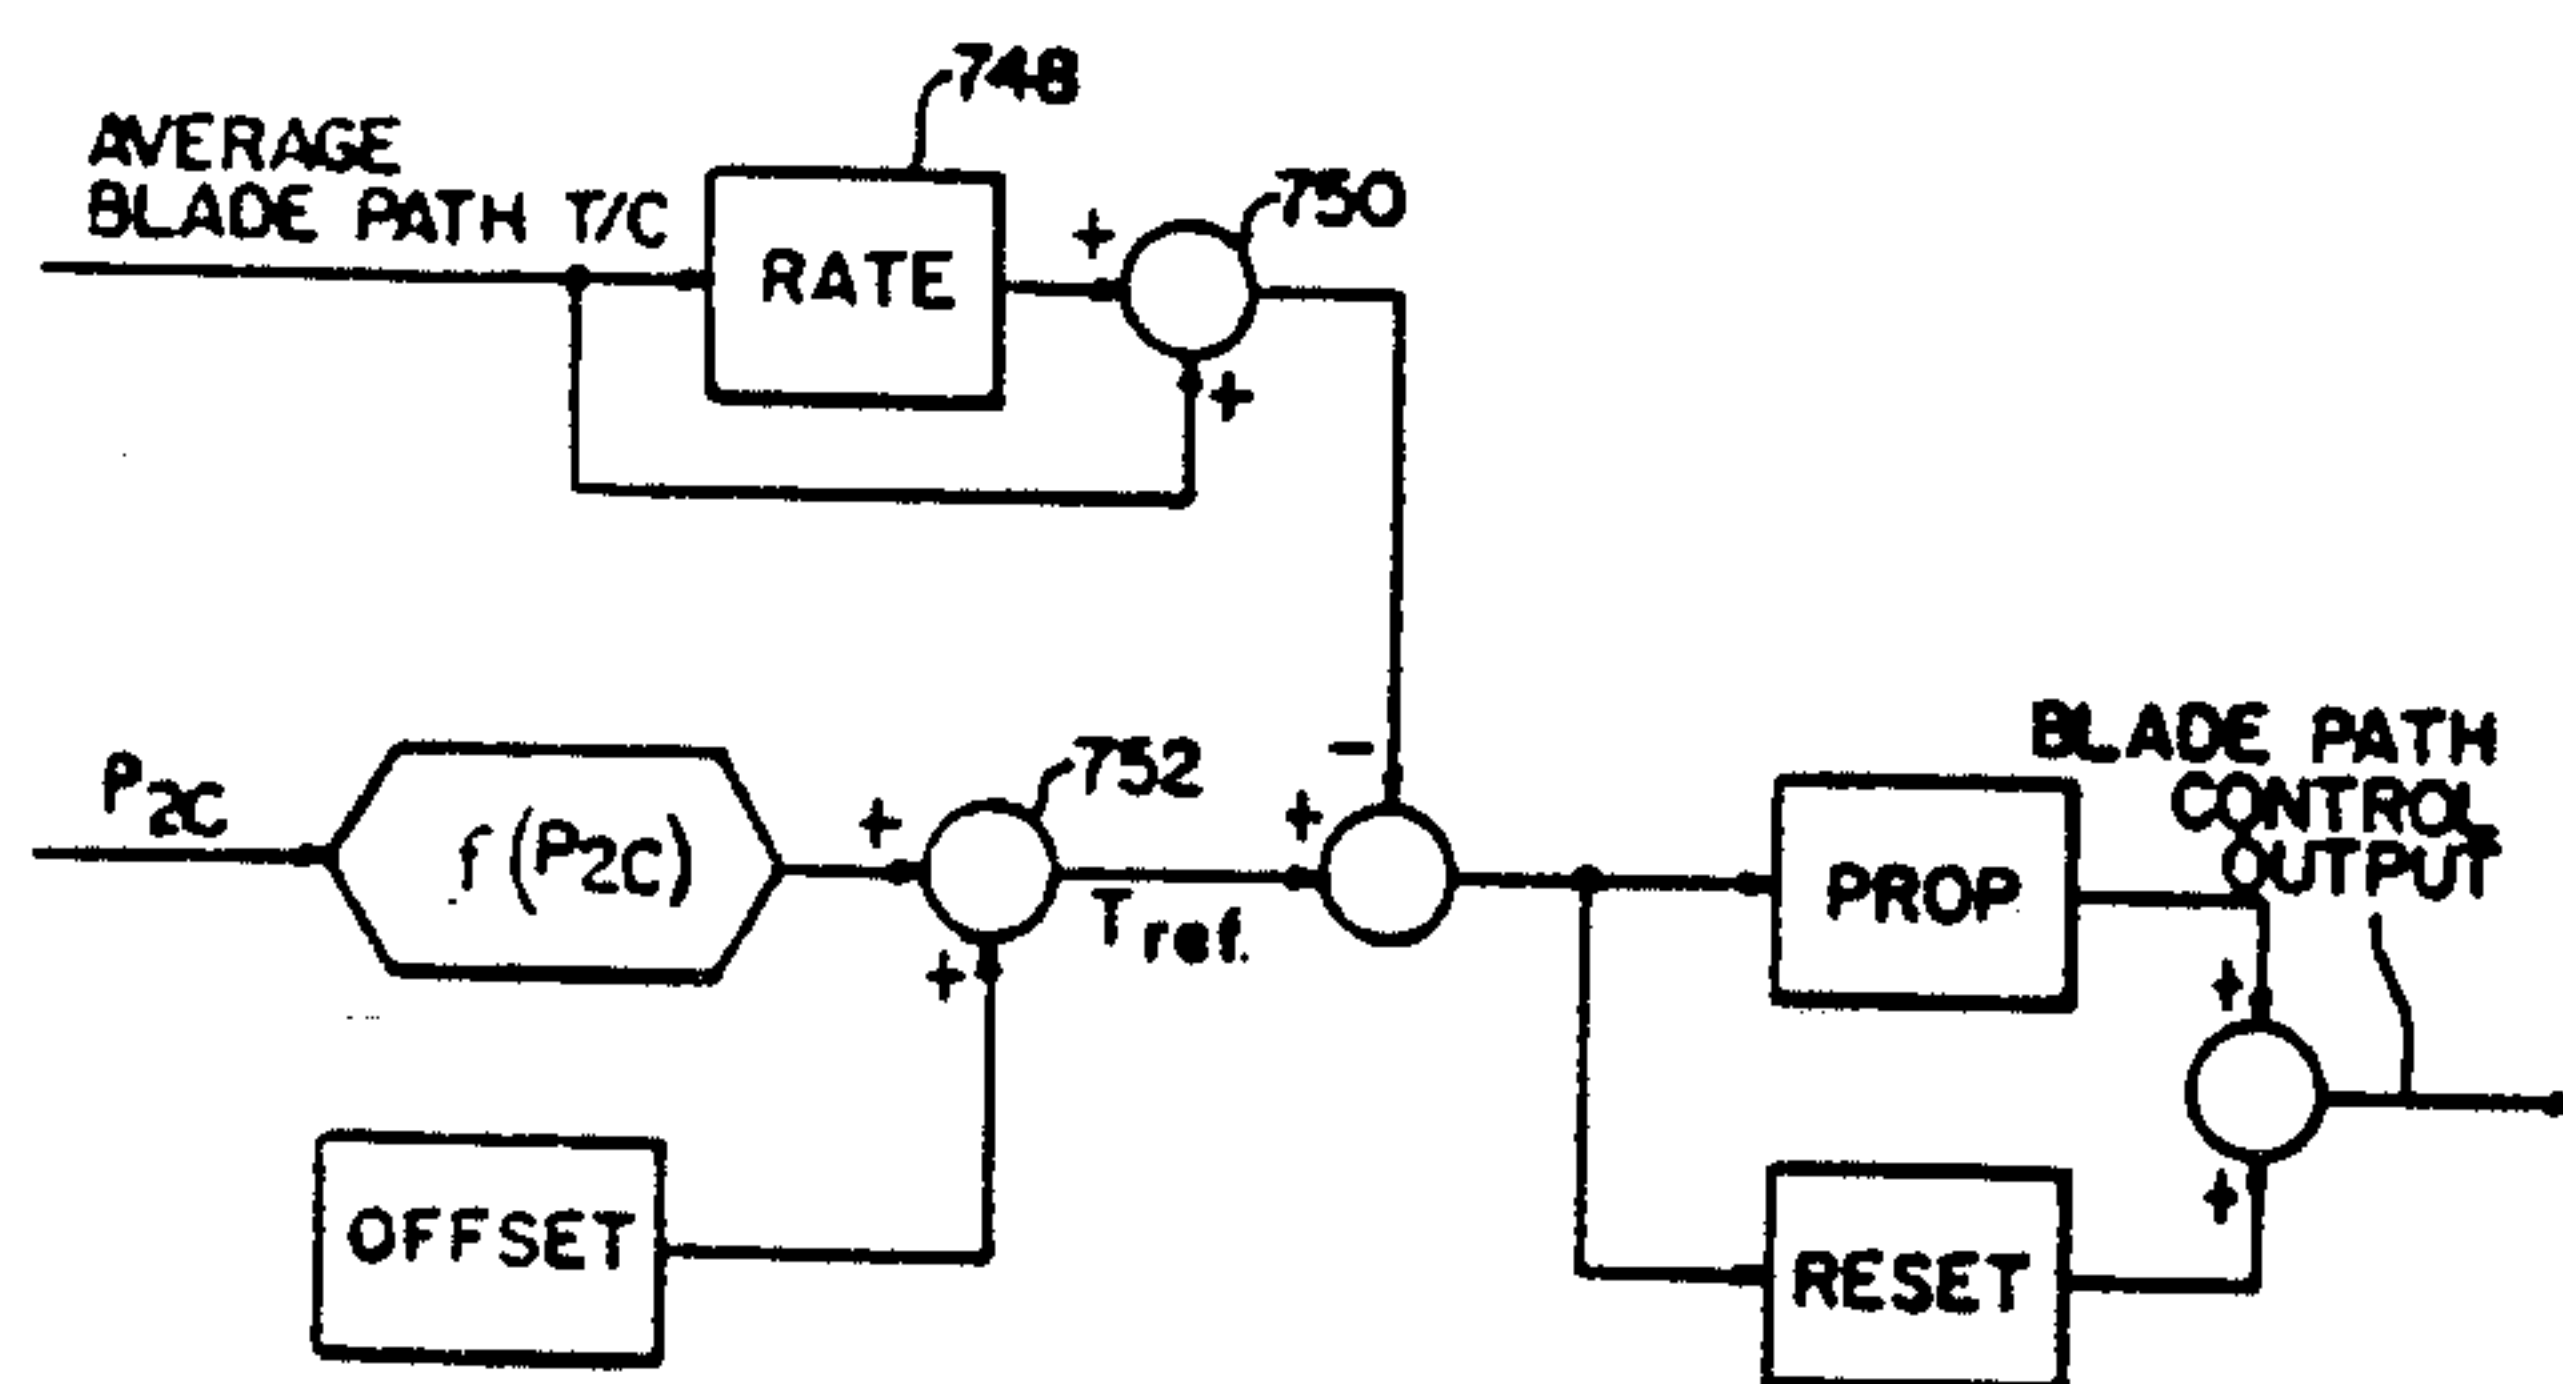 748
AVERAGE
BLADE PATH T/C
RATE
+
750
+
P2C
f(P2C)
+
752
+
Tref.
-
+
OFFSET
PROP
BLADE PATH
CONTROL
OUTPUT
+
+
RESET